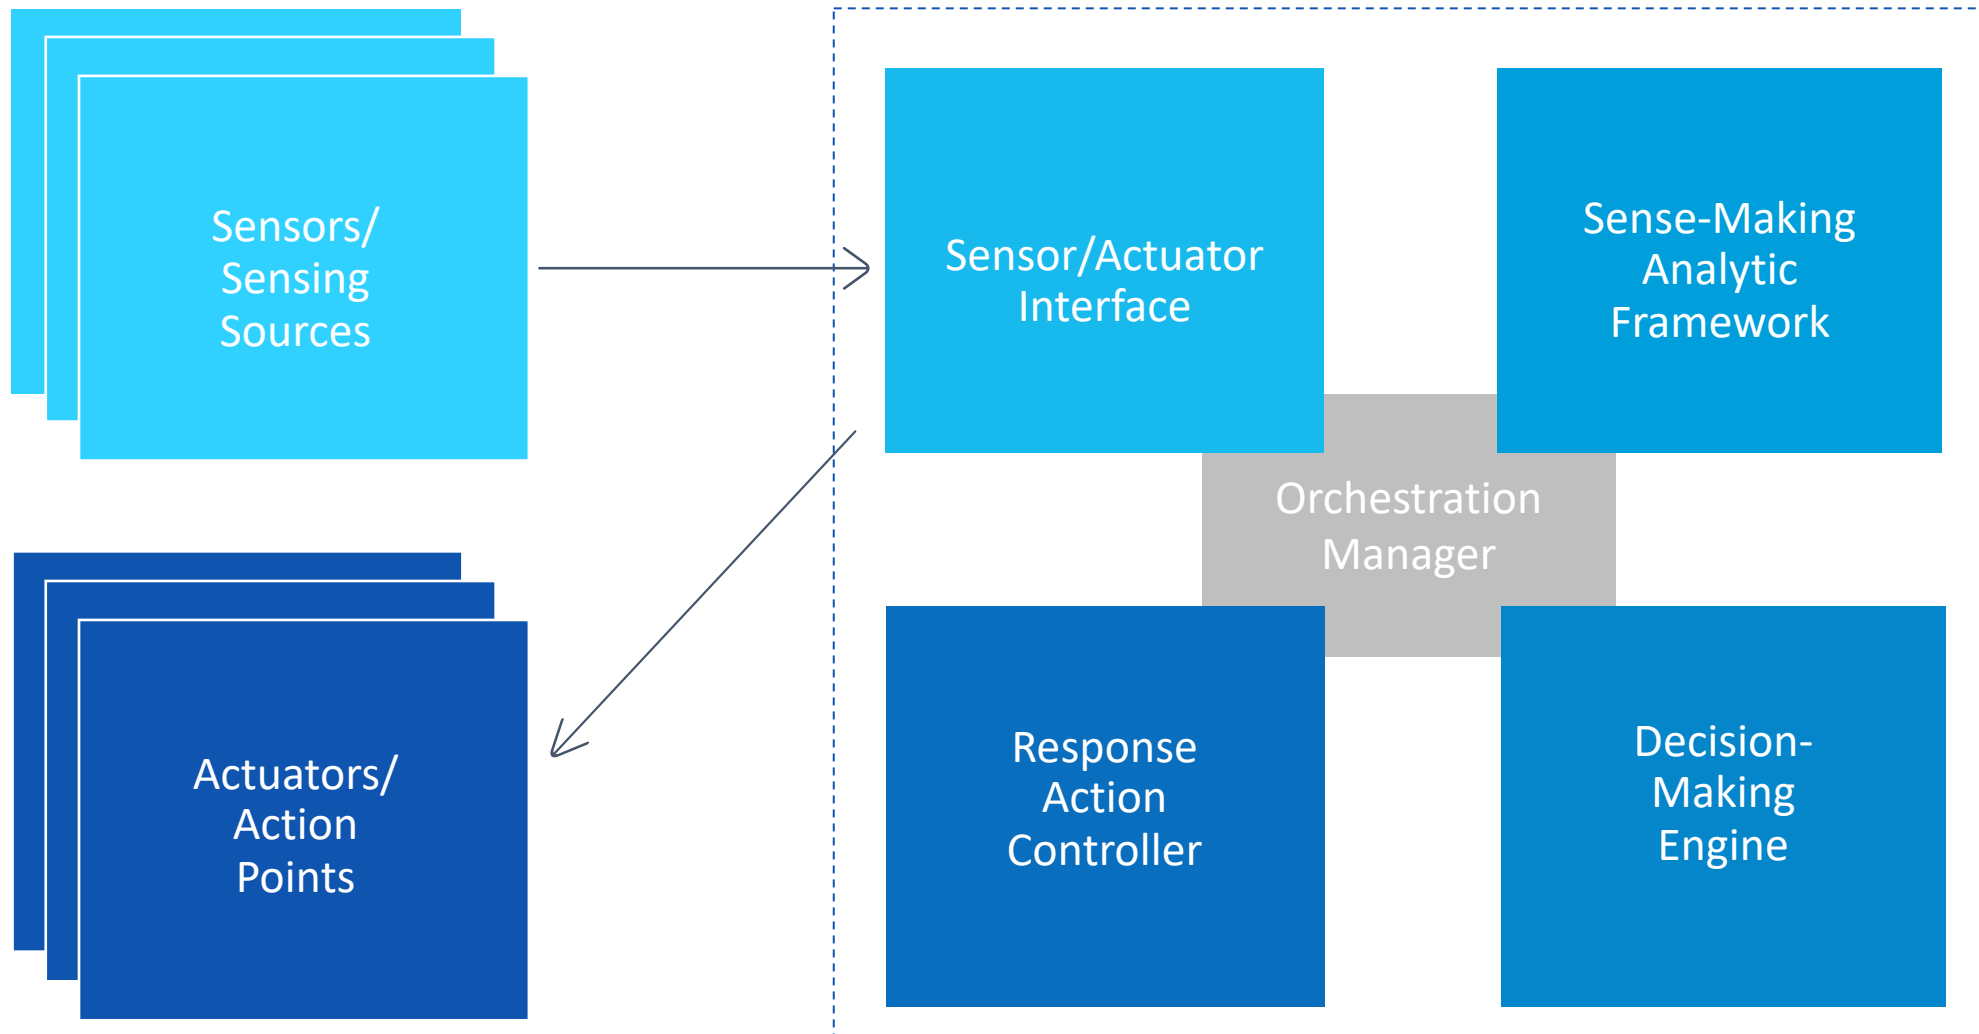 Sensors/
Sensing
Sources
Sensor/Actuator
Interface
Sense-Making
Analytic
Framework
Orchestration
Manager
Actuators/
Action
Points
Response
Action
Controller
Decision-
Making
Engine